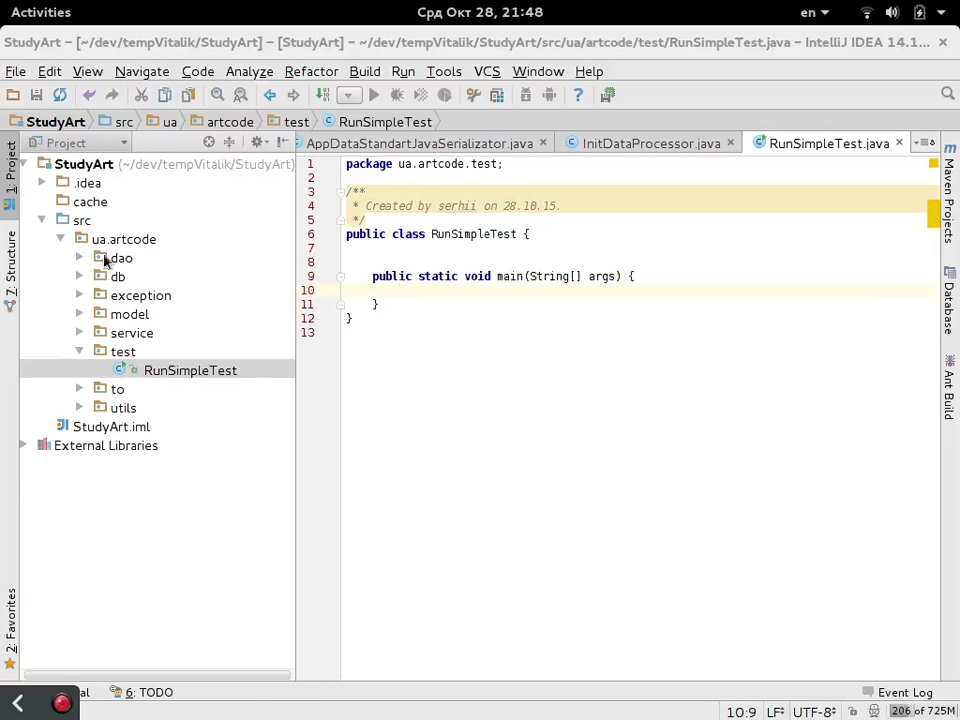 Activities
Срд Окт 28, 21:48
en
StudyArt – [~/dev/tempVitalik/StudyArt] – [StudyArt] – ~/dev/tempVitalik/StudyArt/src/ua/artcode/test/RunSimpleTest.java – IntelliJ IDEA 14.1...
File Edit View Navigate Code Analyze Refactor Build Run Tools VCS Window Help
StudyArt src ua artcode test RunSimpleTest
Project
AppDataStandartJavaSerializator.java InitDataProcessor.java RunSimpleTest.java
StudyArt (~/dev/tempVitalik/StudyArt)
.idea
cache
src
ua.artcode
dao
db
exception
model
service
test
RunSimpleTest
to
utils
StudyArt.iml
External Libraries
1 package ua.artcode.test;
2
3 /**
4 * Created by serhii on 28.10.15.
5 */
6 public class RunSimpleTest {
7
8
9 public static void main(String[] args) {
10
11 }
12 }
13
1: Project
7: Structure
2: Favorites
Maven Projects
Database
Ant Build
al 6: TODO
Event Log
10:9 LF÷ UTF-8÷ 206 of 725M